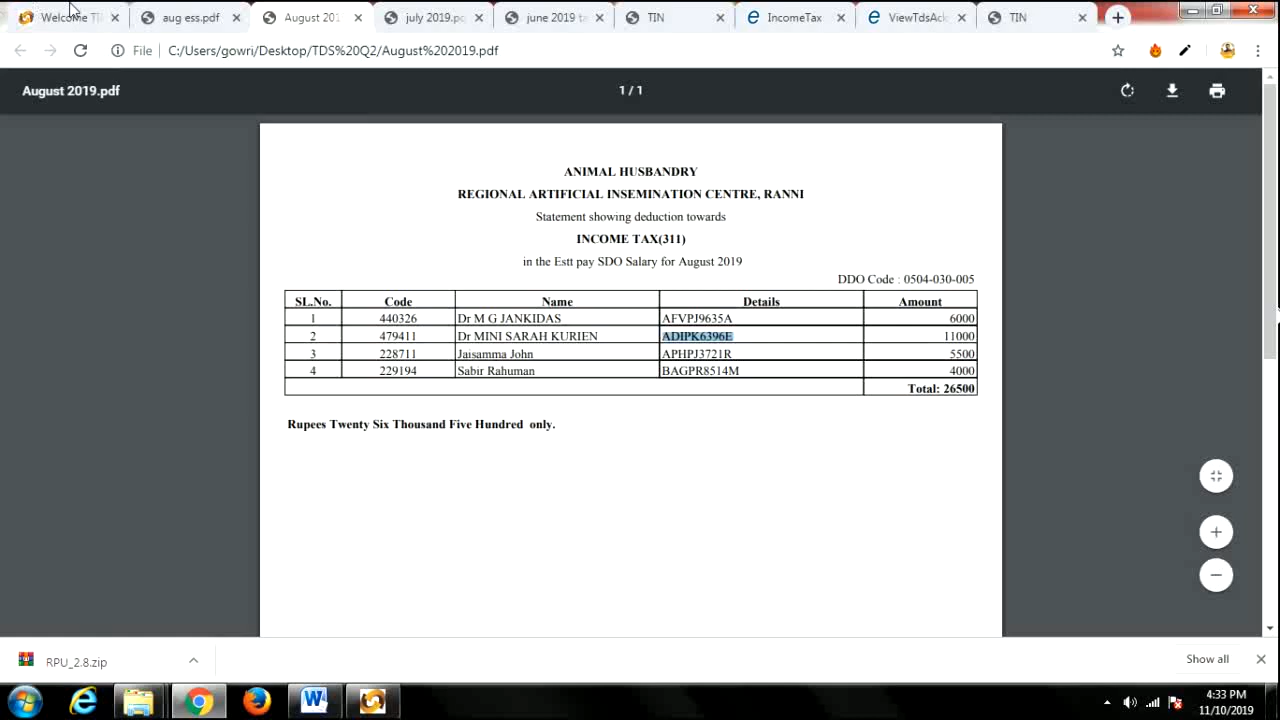 Welcome
aug ess.pdf
August 201
july 2019.pd
june 2019 ta
TIN
IncomeTax
ViewTdsAck
TIN
File C:/Users/gowri/Desktop/TDS%20Q2/August%202019.pdf
August 2019.pdf 1 / 1
ANIMAL HUSBANDRY
REGIONAL ARTIFICIAL INSEMINATION CENTRE, RANNI
Statement showing deduction towards
INCOME TAX(311)
in the Estt pay SDO Salary for August 2019
DDO Code : 0504-030-005
SL.No. Code Name Details Amount
1 440326 Dr M G JANKIDAS AFVPJ9635A 6000
2 479411 Dr MINI SARAH KURIEN ADIPK6396E 11000
3 228711 Jaisamma John APHPJ3721R 5500
4 229194 Sabir Rahuman BAGPR8514M 4000
Total: 26500
Rupees Twenty Six Thousand Five Hundred only.
RPU_2.8.zip
Show all
4:33 PM
11/10/2019